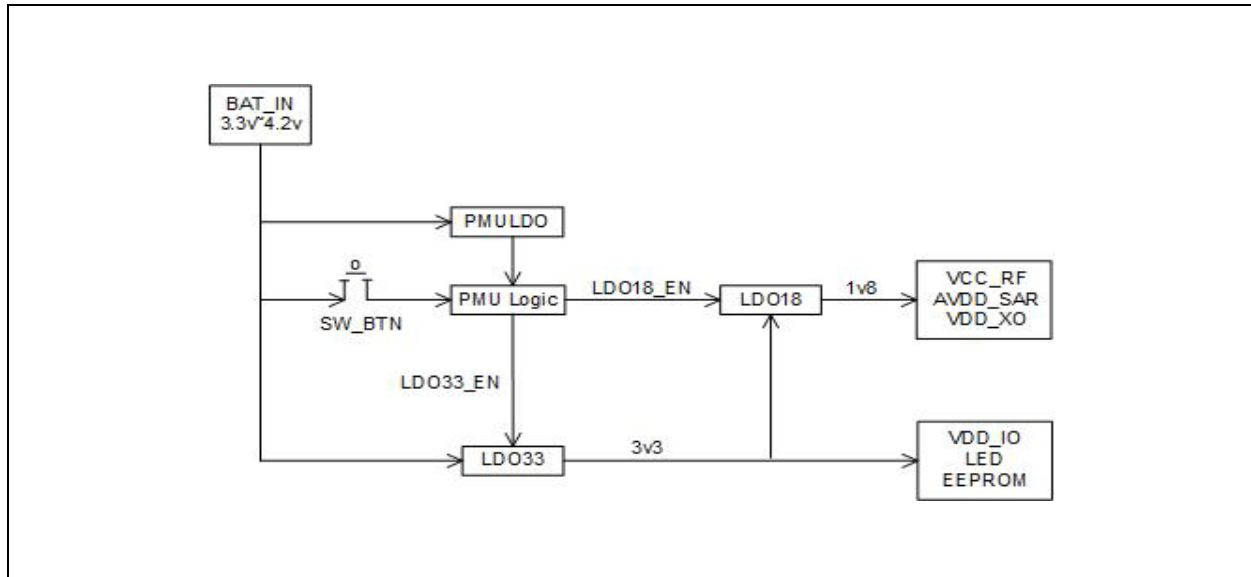 BAT_IN
3.3v~4.2v
PMULDO
SW_BTN
PMU Logic
LDO18_EN
LDO18
1v8
VCC_RF
AVDD_SAR
VDD_XO
LDO33_EN
LDO33
3v3
VDD_IO
LED
EEPROM